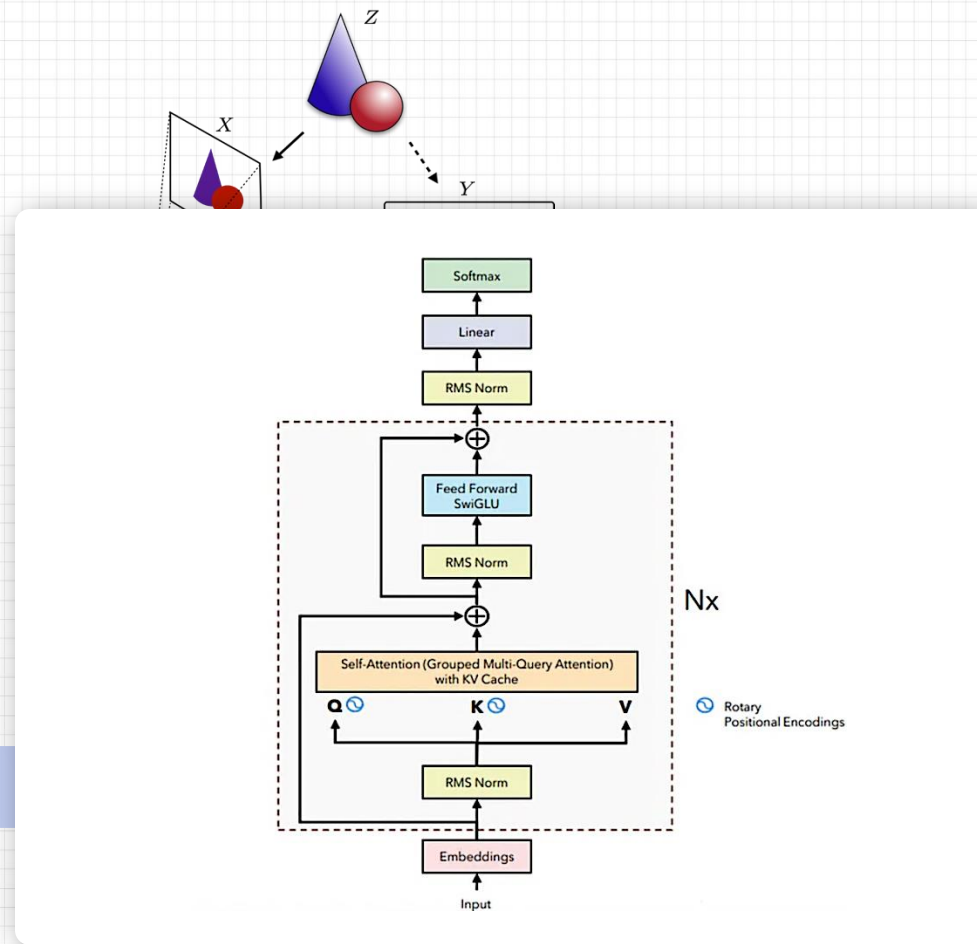 Z
X
Y
Softmax
Linear
RMS Norm
Feed Forward
SwiGLU
RMS Norm
Nx
Self-Attention (Grouped Multi-Query Attention)
with KV Cache
Q K V
Rotary
Positional Encodings
RMS Norm
Embeddings
Input